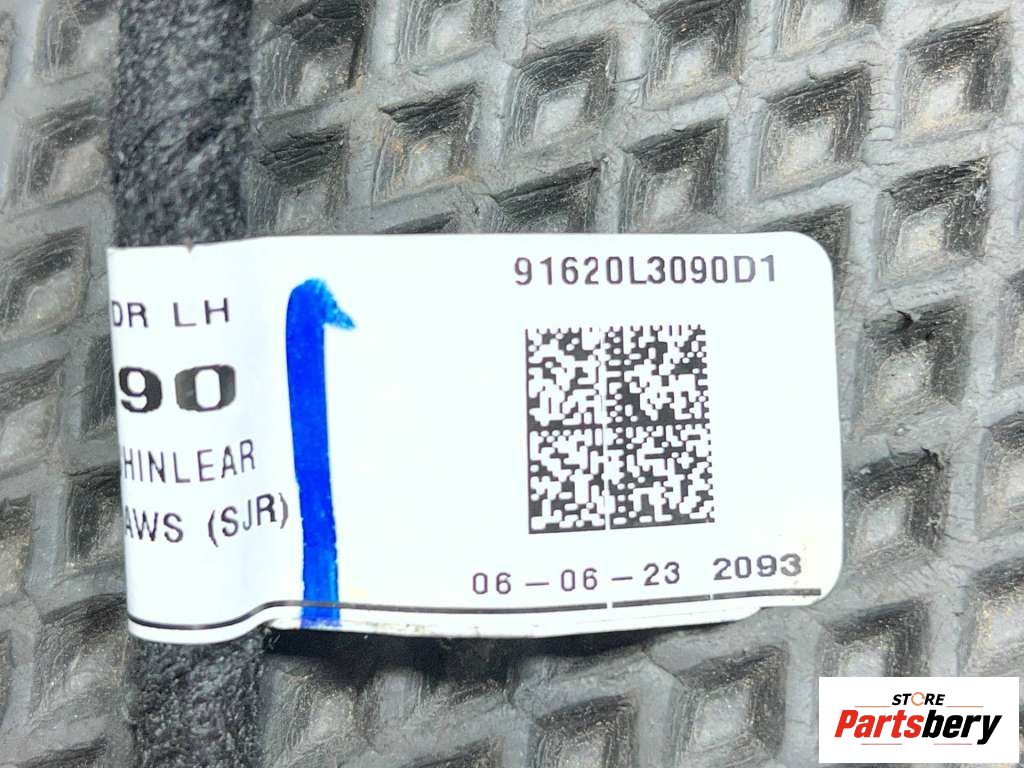 91620L3090D1
DR LH
90
HINLEAR
AWS (SJR)
06-06-23 2093
STORE
Partsbery